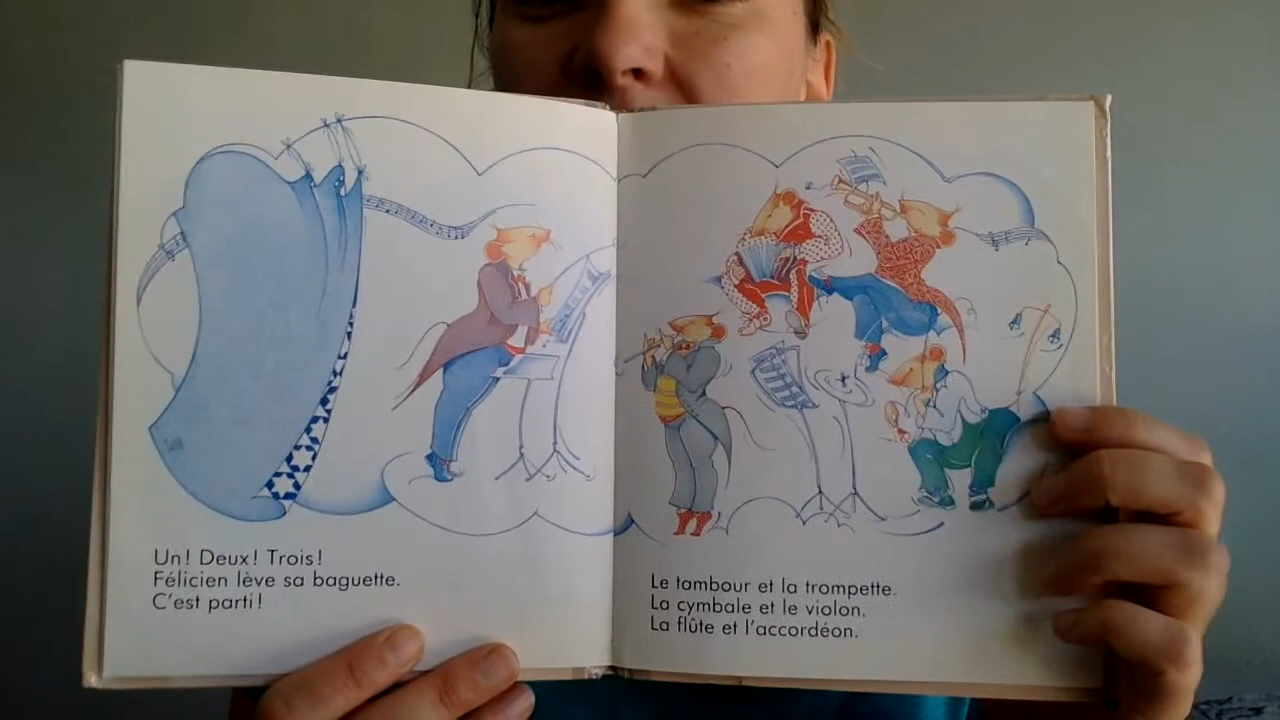 Un! Deux! Trois!
Félicien lève sa baguette.
C'est parti!
Le tambour et la trompette.
La cymbale et le violon.
La flûte et l'accordéon.